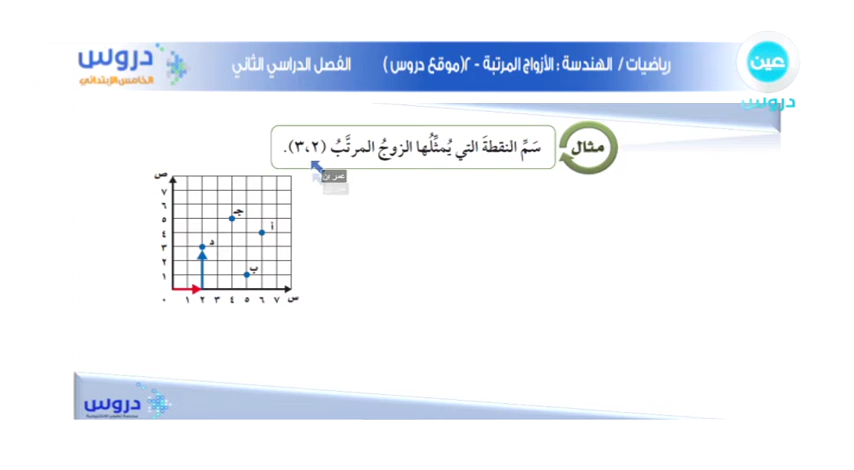 دروس
الخامس الإبتدائي
رياضيات / الهندسة : الأزواج المرتبة - ٢(موقع دروس ) الفصل الدراسي الثاني
عين
دروس
مثال
سَمِّ النقطةَ التي يُمثِّلُها الزوجُ المرتَّبُ (٢، ٣).
ص
٧
٦
٥
٤
٣
٢
١
٠ ١ ٢ ٣ ٤ ٥ ٦ ٧ س
جـ
أ
د
ب
دروس